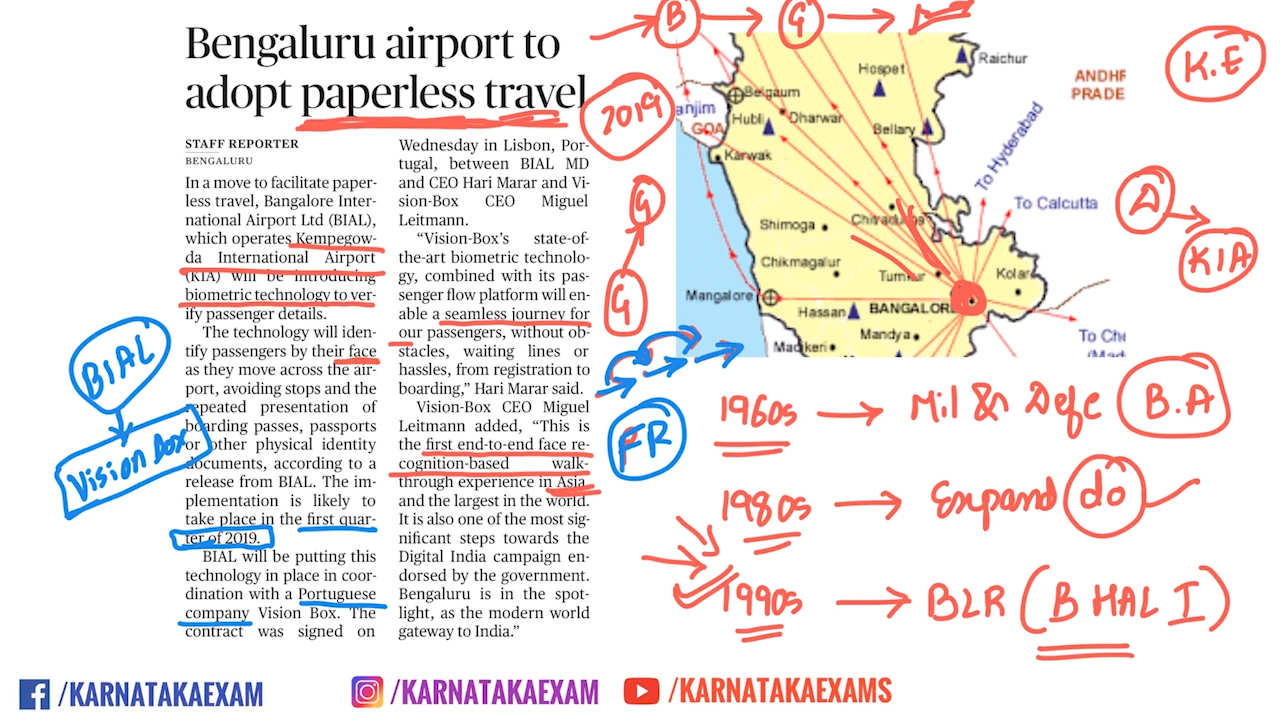 Bengaluru airport to
adopt paperless travel
STAFF REPORTER
BENGALURU
In a move to facilitate paper-
less travel, Bangalore Inter-
national Airport Ltd (BIAL),
which operates Kempegow-
da International Airport
(KIA) will be introducing
biometric technology to ver-
ify passenger details.
The technology will iden-
tify passengers by their face
as they move across the air-
port, avoiding stops and the
repeated presentation of
boarding passes, passports
or other physical identity
documents, according to a
release from BIAL. The im-
plementation is likely to
take place in the first quar-
ter of 2019.
BIAL will be putting this
technology in place in coor-
dination with a Portuguese
company Vision Box. The
contract was signed on
Wednesday in Lisbon, Por-
tugal, between BIAL MD
and CEO Hari Marar and Vi-
sion-Box CEO Miguel
Leitmann.
“Vision-Box’s state-of-
the-art biometric technolo-
gy, combined with its pas-
senger flow platform will en-
able a seamless journey for
our passengers, without ob-
stacles, waiting lines or
hassles, from registration to
boarding,” Hari Marar said.
Vision-Box CEO Miguel
Leitmann added, “This is
the first end-to-end face re-
cognition-based walk-
through experience in Asia
and the largest in the world.
It is also one of the most sig-
nificant steps towards the
Digital India campaign en-
dorsed by the government.
Bengaluru is in the spot-
light, as the modern world
gateway to India.”
BIAL
Vision Box
2019
G
G
FR
B
G
K.E
D
KIA
Raichur
Hospet
ANDHF
PRADE
Belgaum
anjim
GOA
Hubli
Dharwar
Bellary
Karwak
To Hyderabad
To Calcutta
Shimoga
Chikmagalur
Tumkur
Kolar
Mangalore
Hassan
BANGALORE
Mandya
To Che
(Mad
1960s Mil & Defe B.A
1980s Expand do
1990s BLR (B HAL I)
/KARNATAKAEXAM
/KARNATAKAEXAM
/KARNATAKAEXAMS